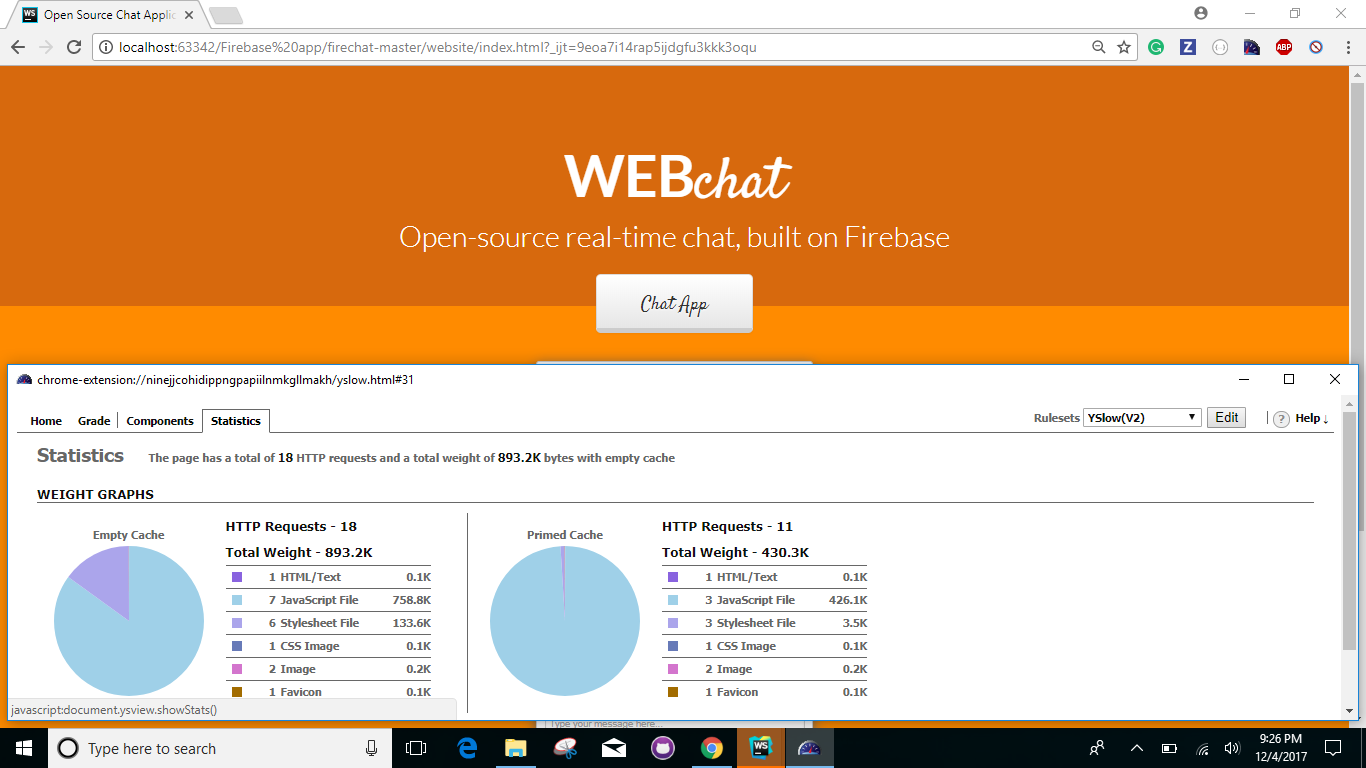 Open Source Chat Applic
localhost:63342/Firebase%20app/firechat-master/website/index.html?_ijt=9eoa7i14rap5ijdgfu3kkk3oqu
WEBchat
Open-source real-time chat, built on Firebase
Chat App
chrome-extension://ninejjcohidippngpapiilnmkgllmakh/yslow.html#31
Home Grade Components Statistics Rulesets YSlow(V2) Edit ? Help ↓
Statistics The page has a total of 18 HTTP requests and a total weight of 893.2K bytes with empty cache
WEIGHT GRAPHS
Empty Cache
HTTP Requests - 18
Total Weight - 893.2K
1 HTML/Text 0.1K
7 JavaScript File 758.8K
6 Stylesheet File 133.6K
1 CSS Image 0.1K
2 Image 0.2K
1 Favicon 0.1K
Primed Cache
HTTP Requests - 11
Total Weight - 430.3K
1 HTML/Text 0.1K
3 JavaScript File 426.1K
3 Stylesheet File 3.5K
1 CSS Image 0.1K
2 Image 0.2K
1 Favicon 0.1K
javascript:document.ysview.showStats()
Type your message here...
Type here to search
WS
9:26 PM
12/4/2017